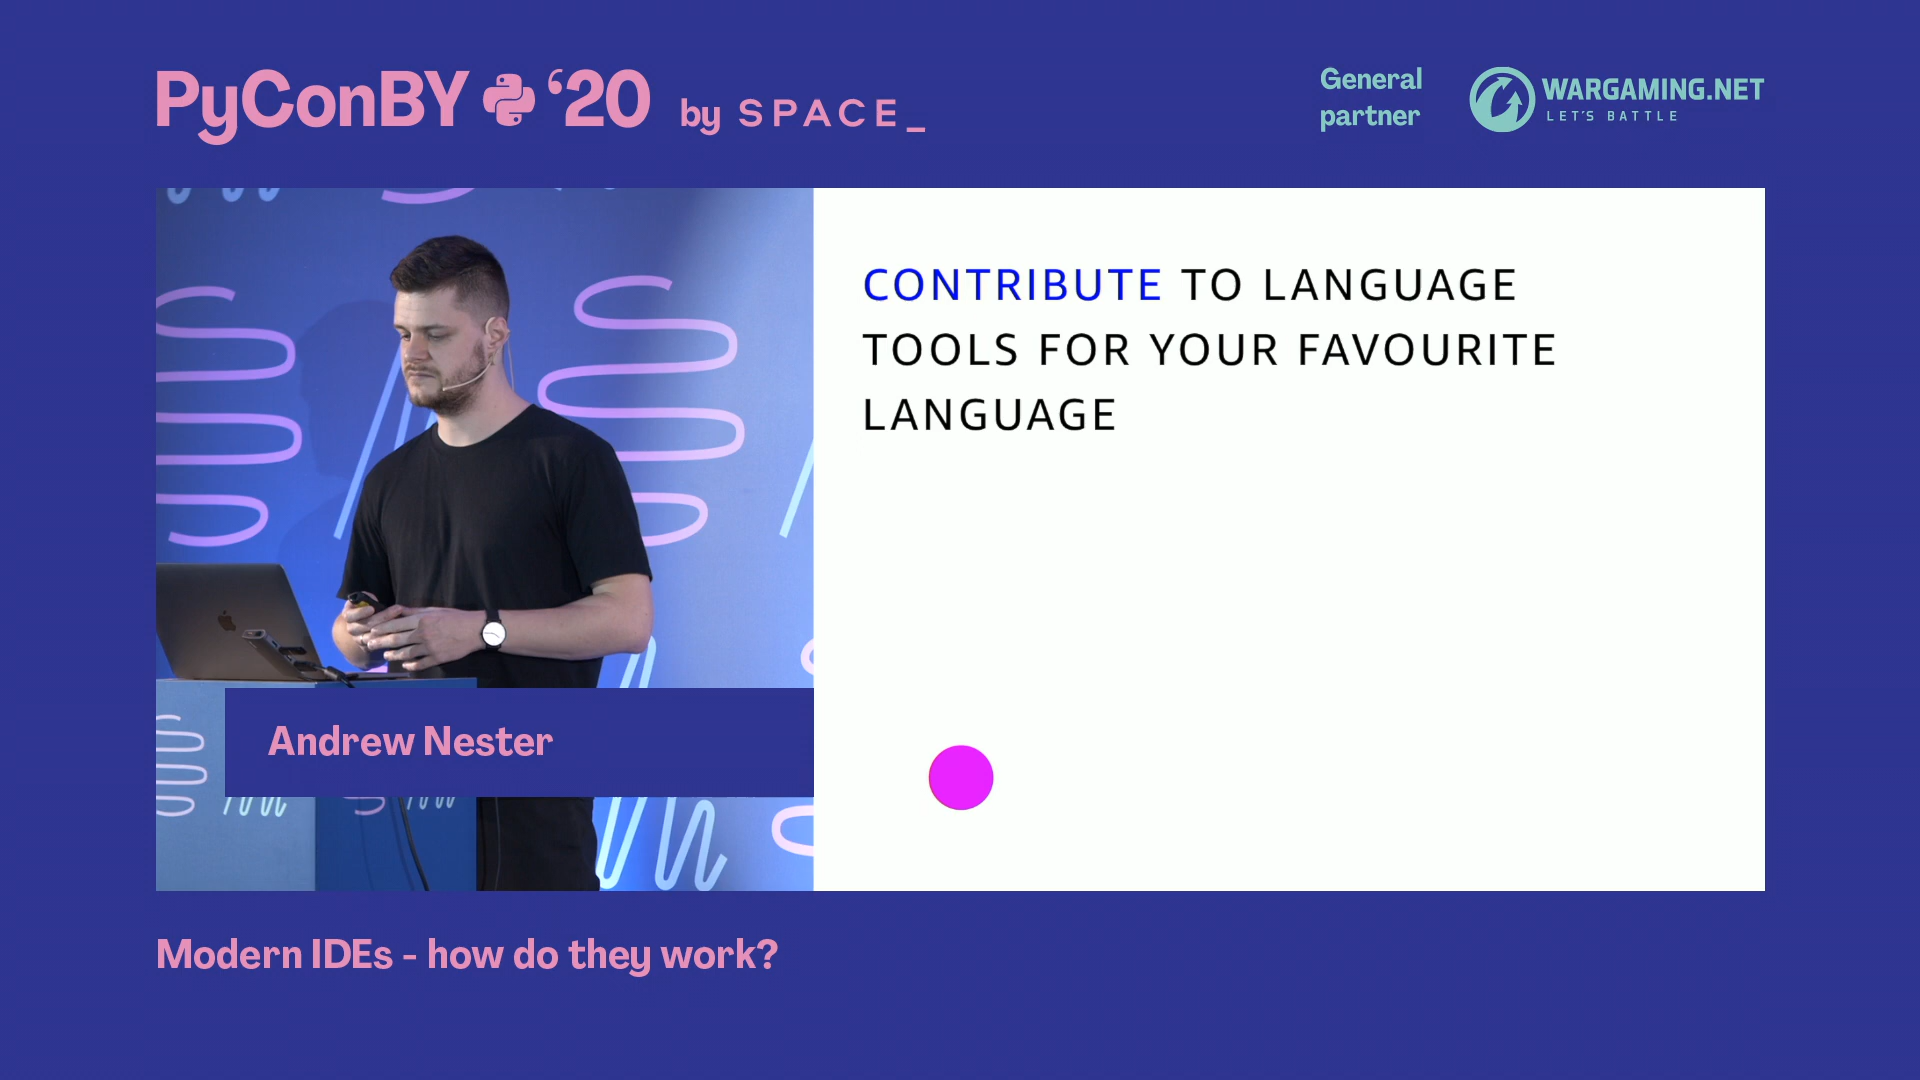 PyConBY '20 by SPACE_
General
partner
WARGAMING.NET
LET'S BATTLE
CONTRIBUTE TO LANGUAGE
TOOLS FOR YOUR FAVOURITE
LANGUAGE
Andrew Nester
Modern IDEs - how do they work?